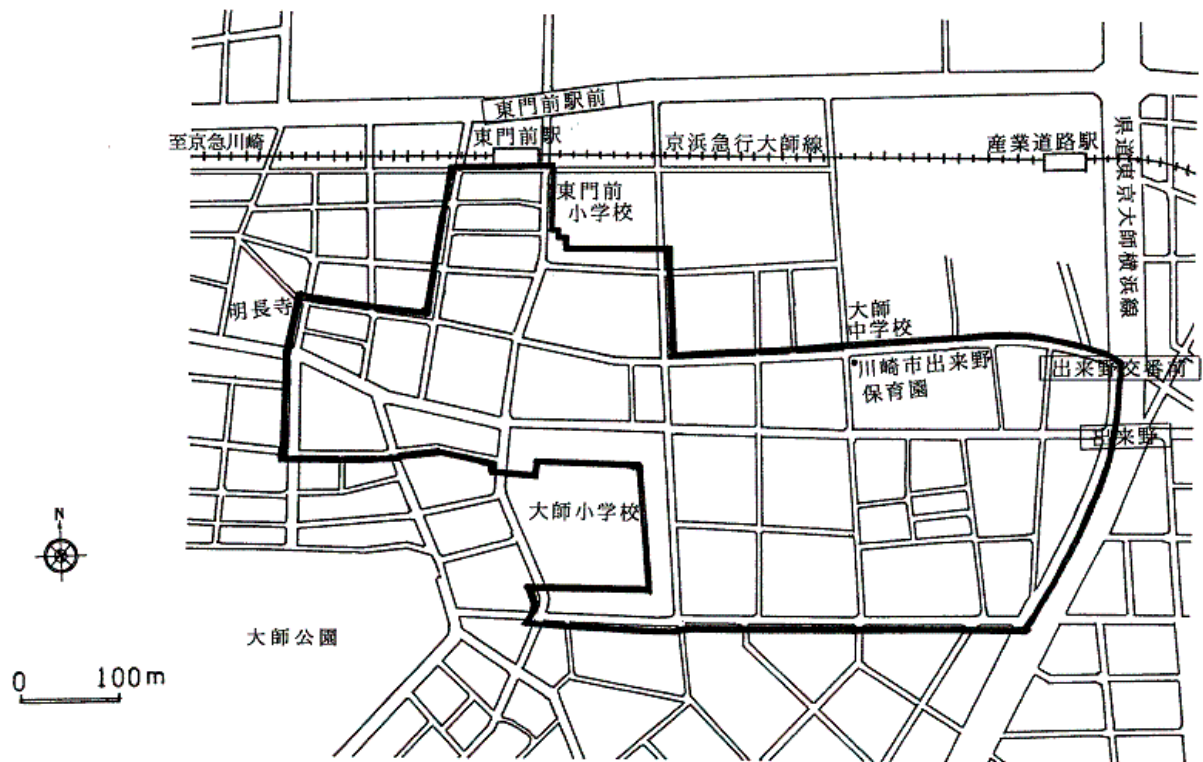 東門前駅前
至京急川崎
東門前駅
京浜急行大師線
産業道路駅
県道東京大師横浜線
東門前
小学校
明長寺
大師
中学校
川崎市出来野
保育園
出来野交番前
出来野
大師小学校
N
大師公園
0 100m